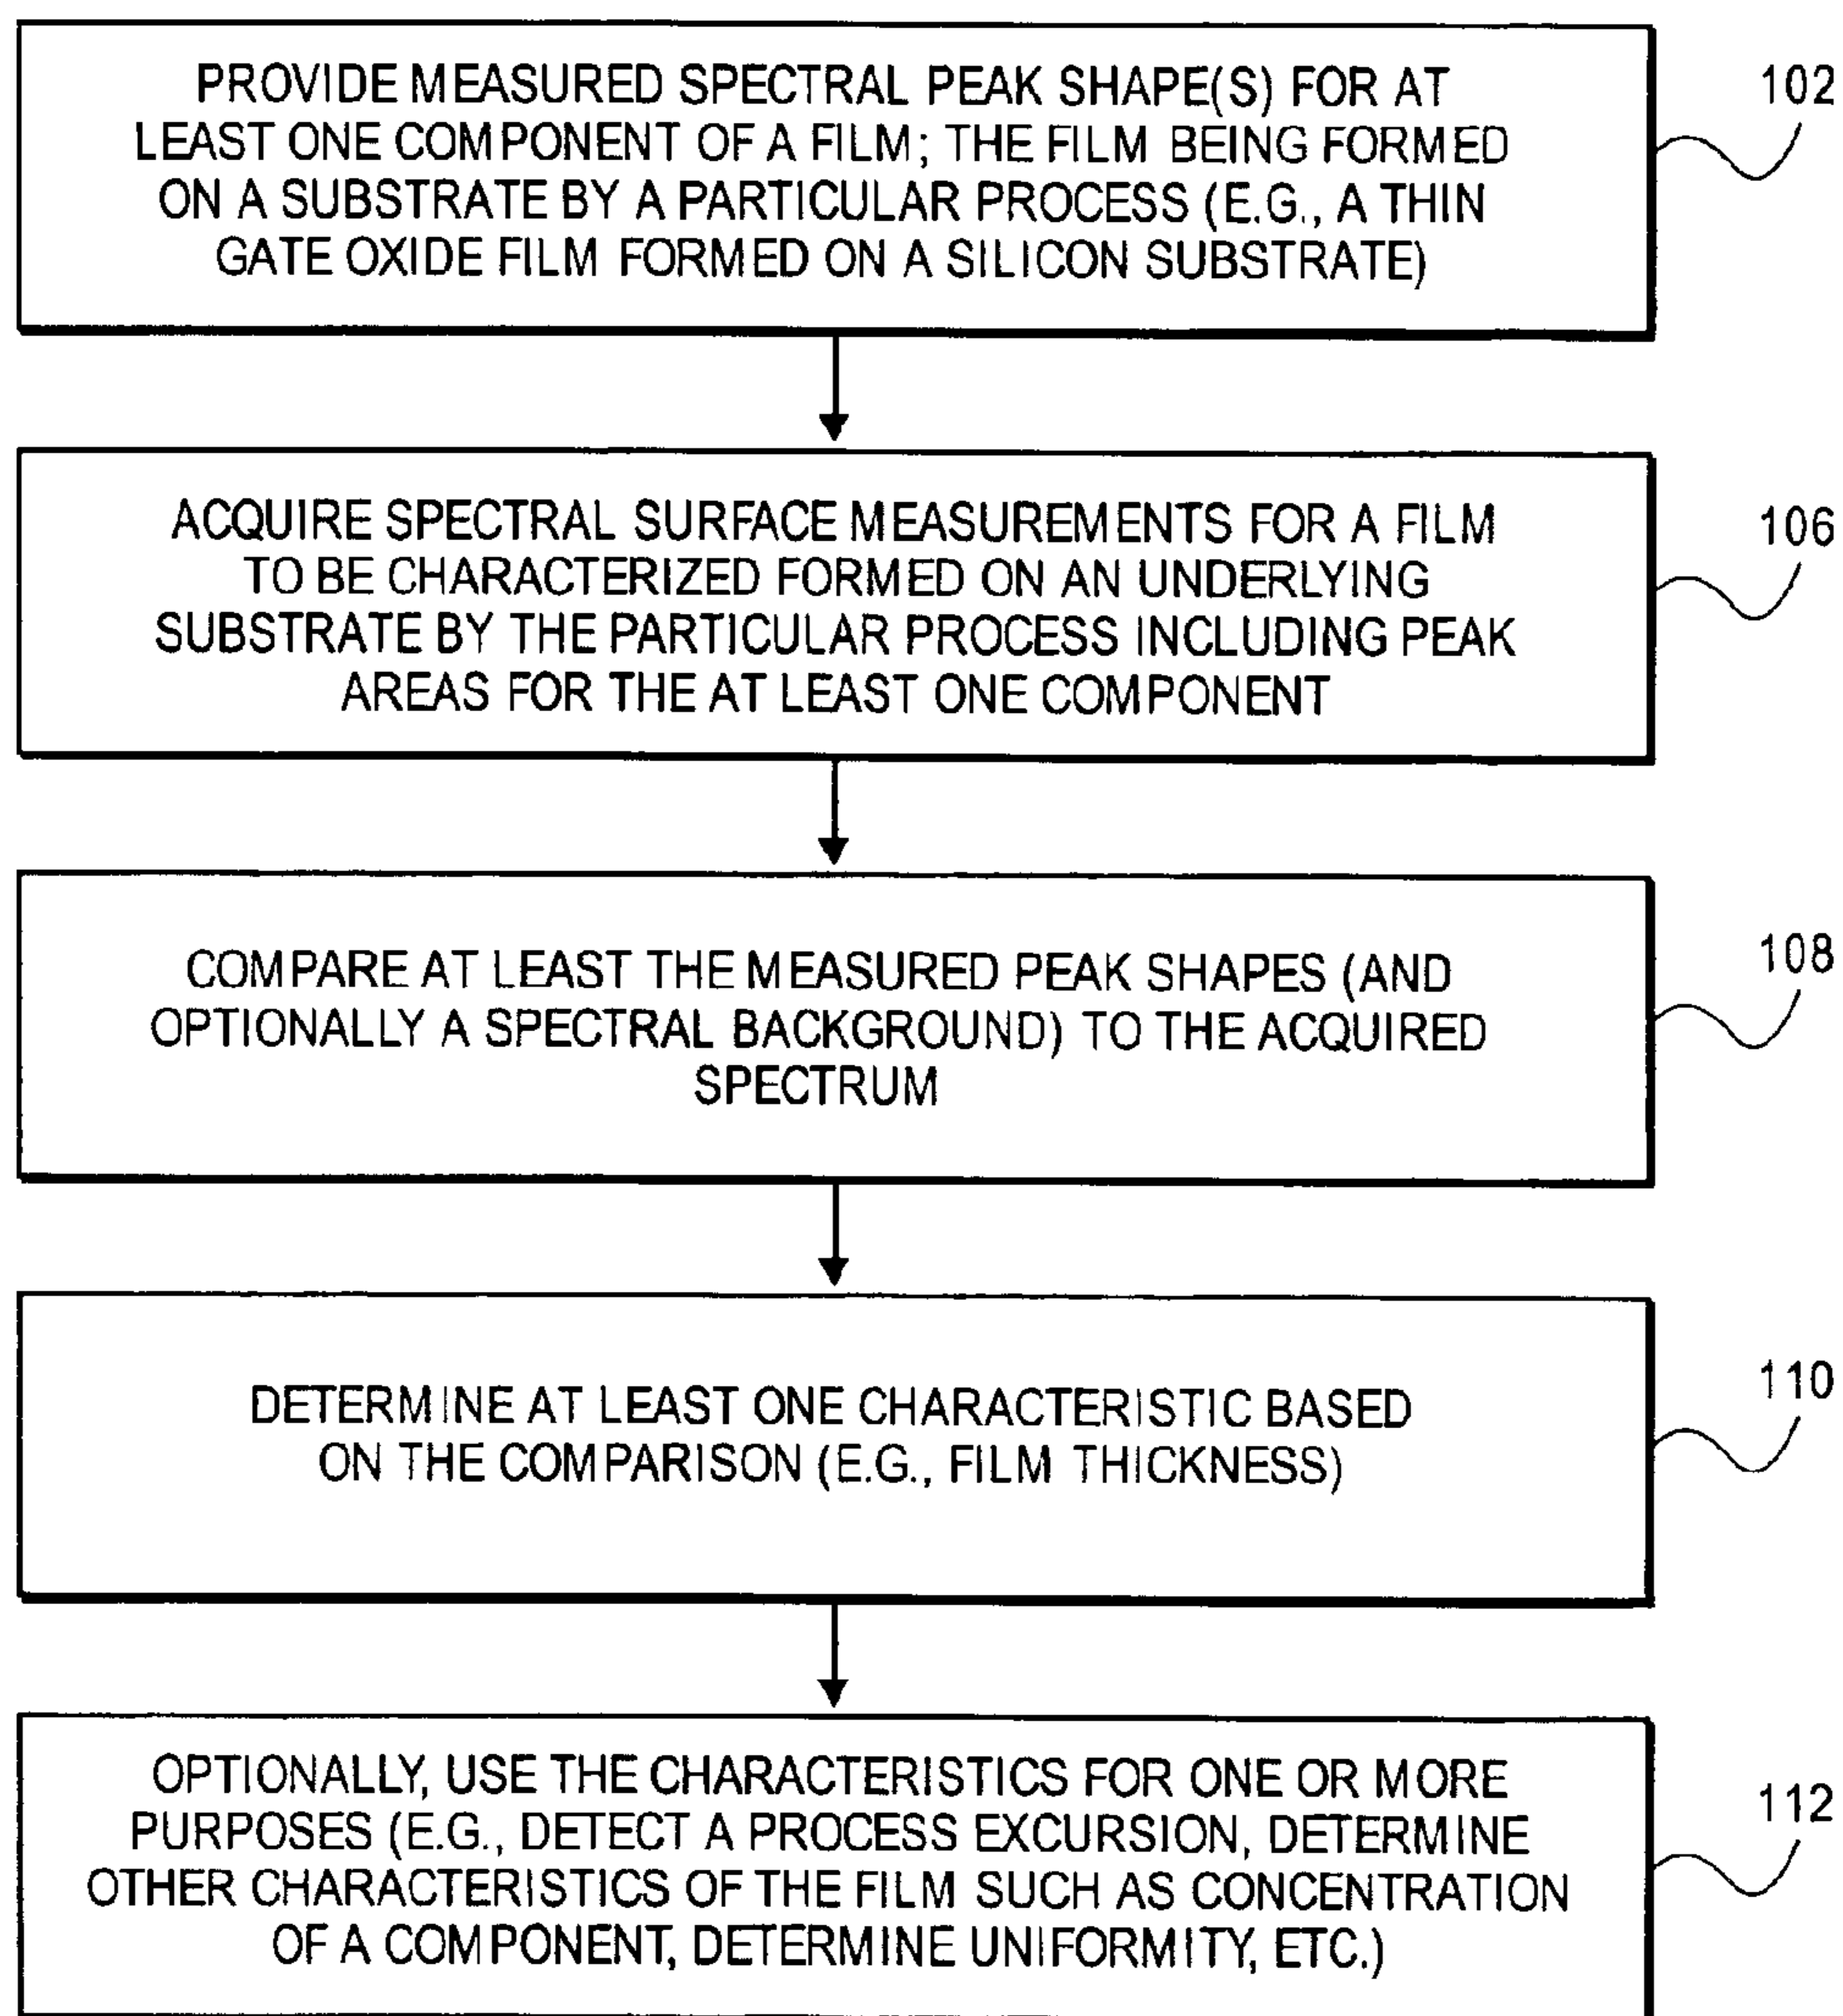 PROVIDE MEASURED SPECTRAL PEAK SHAPE(S) FOR AT
LEAST ONE COMPONENT OF A FILM; THE FILM BEING FORMED
ON A SUBSTRATE BY A PARTICULAR PROCESS (E.G., A THIN
GATE OXIDE FILM FORMED ON A SILICON SUBSTRATE)
102
ACQUIRE SPECTRAL SURFACE MEASUREMENTS FOR A FILM
TO BE CHARACTERIZED FORMED ON AN UNDERLYING
SUBSTRATE BY THE PARTICULAR PROCESS INCLUDING PEAK
AREAS FOR THE AT LEAST ONE COMPONENT
106
COMPARE AT LEAST THE MEASURED PEAK SHAPES (AND
OPTIONALLY A SPECTRAL BACKGROUND) TO THE ACQUIRED
SPECTRUM
108
DETERMINE AT LEAST ONE CHARACTERISTIC BASED
ON THE COMPARISON (E.G., FILM THICKNESS)
110
OPTIONALLY, USE THE CHARACTERISTICS FOR ONE OR MORE
PURPOSES (E.G., DETECT A PROCESS EXCURSION, DETERMINE
OTHER CHARACTERISTICS OF THE FILM SUCH AS CONCENTRATION
OF A COMPONENT, DETERMINE UNIFORMITY, ETC.)
112